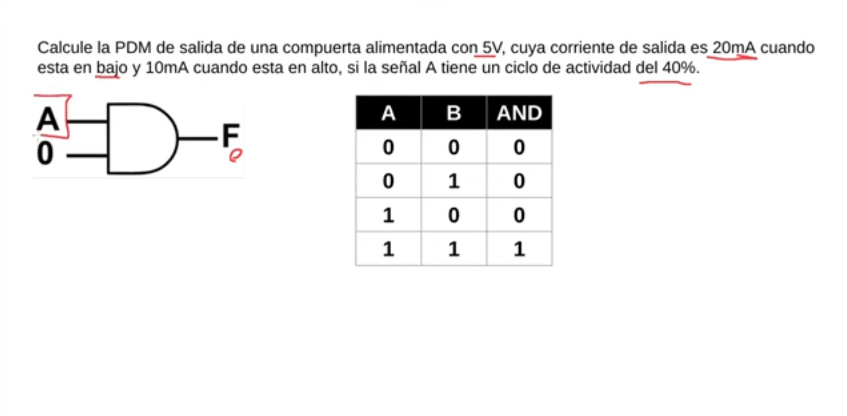 Calcule la PDM de salida de una compuerta alimentada con 5V, cuya corriente de salida es 20mA cuando
esta en bajo y 10mA cuando esta en alto, si la señal A tiene un ciclo de actividad del 40%.
A
0
F
0
A B AND
0 0 0
0 1 0
1 0 0
1 1 1